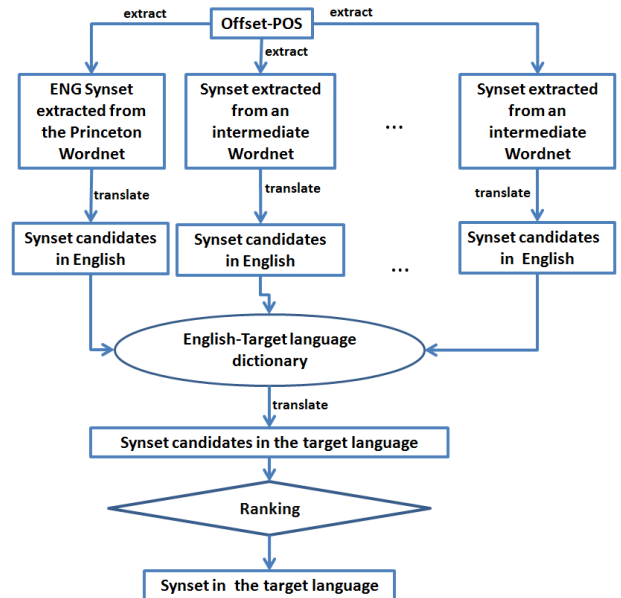 extract
Offset-POS
extract
extract
ENG Synset
extracted from
the Princeton
Wordnet
Synset extracted
from an
intermediate
Wordnet
...
Synset extracted
from an
intermediate
Wordnet
translate
translate
translate
Synset candidates
in English
Synset candidates
in English
...
Synset candidates
in English
English-Target language
dictionary
translate
Synset candidates in the target language
Ranking
Synset in the target language